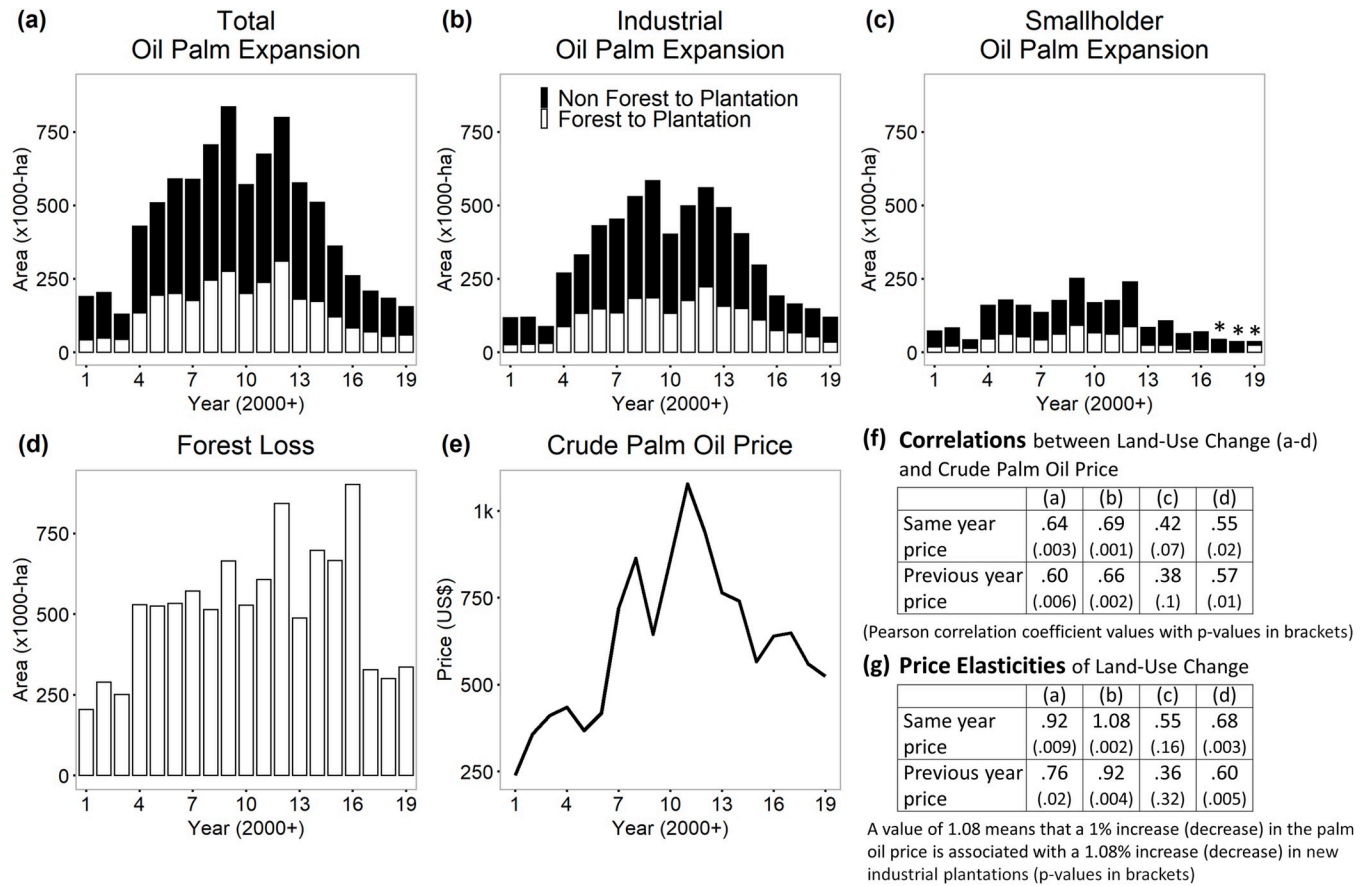 (a) Total
Oil Palm Expansion
Area (x1000-ha)
750
500
250
0
1 4 7 10 13 16 19
Year (2000+)
(b) Industrial
Oil Palm Expansion
Non Forest to Plantation
Forest to Plantation
Area (x1000-ha)
750
500
250
0
1 4 7 10 13 16 19
Year (2000+)
(c) Smallholder
Oil Palm Expansion
Area (x1000-ha)
750
500
250
0
* * *
1 4 7 10 13 16 19
Year (2000+)
(d) Forest Loss
Area (x1000-ha)
750
500
250
0
1 4 7 10 13 16 19
Year (2000+)
(e) Crude Palm Oil Price
Price (US$)
1k
750
500
250
1 4 7 10 13 16 19
Year (2000+)
(f) Correlations between Land-Use Change (a-d)
and Crude Palm Oil Price
(a) (b) (c) (d)
Same year .64 .69 .42 .55
price (.003) (.001) (.07) (.02)
Previous year .60 .66 .38 .57
price (.006) (.002) (.1) (.01)
(Pearson correlation coefficient values with p-values in brackets)
(g) Price Elasticities of Land-Use Change
(a) (b) (c) (d)
Same year .92 1.08 .55 .68
price (.009) (.002) (.16) (.003)
Previous year .76 .92 .36 .60
price (.02) (.004) (.32) (.005)
A value of 1.08 means that a 1% increase (decrease) in the palm
oil price is associated with a 1.08% increase (decrease) in new
industrial plantations (p-values in brackets)